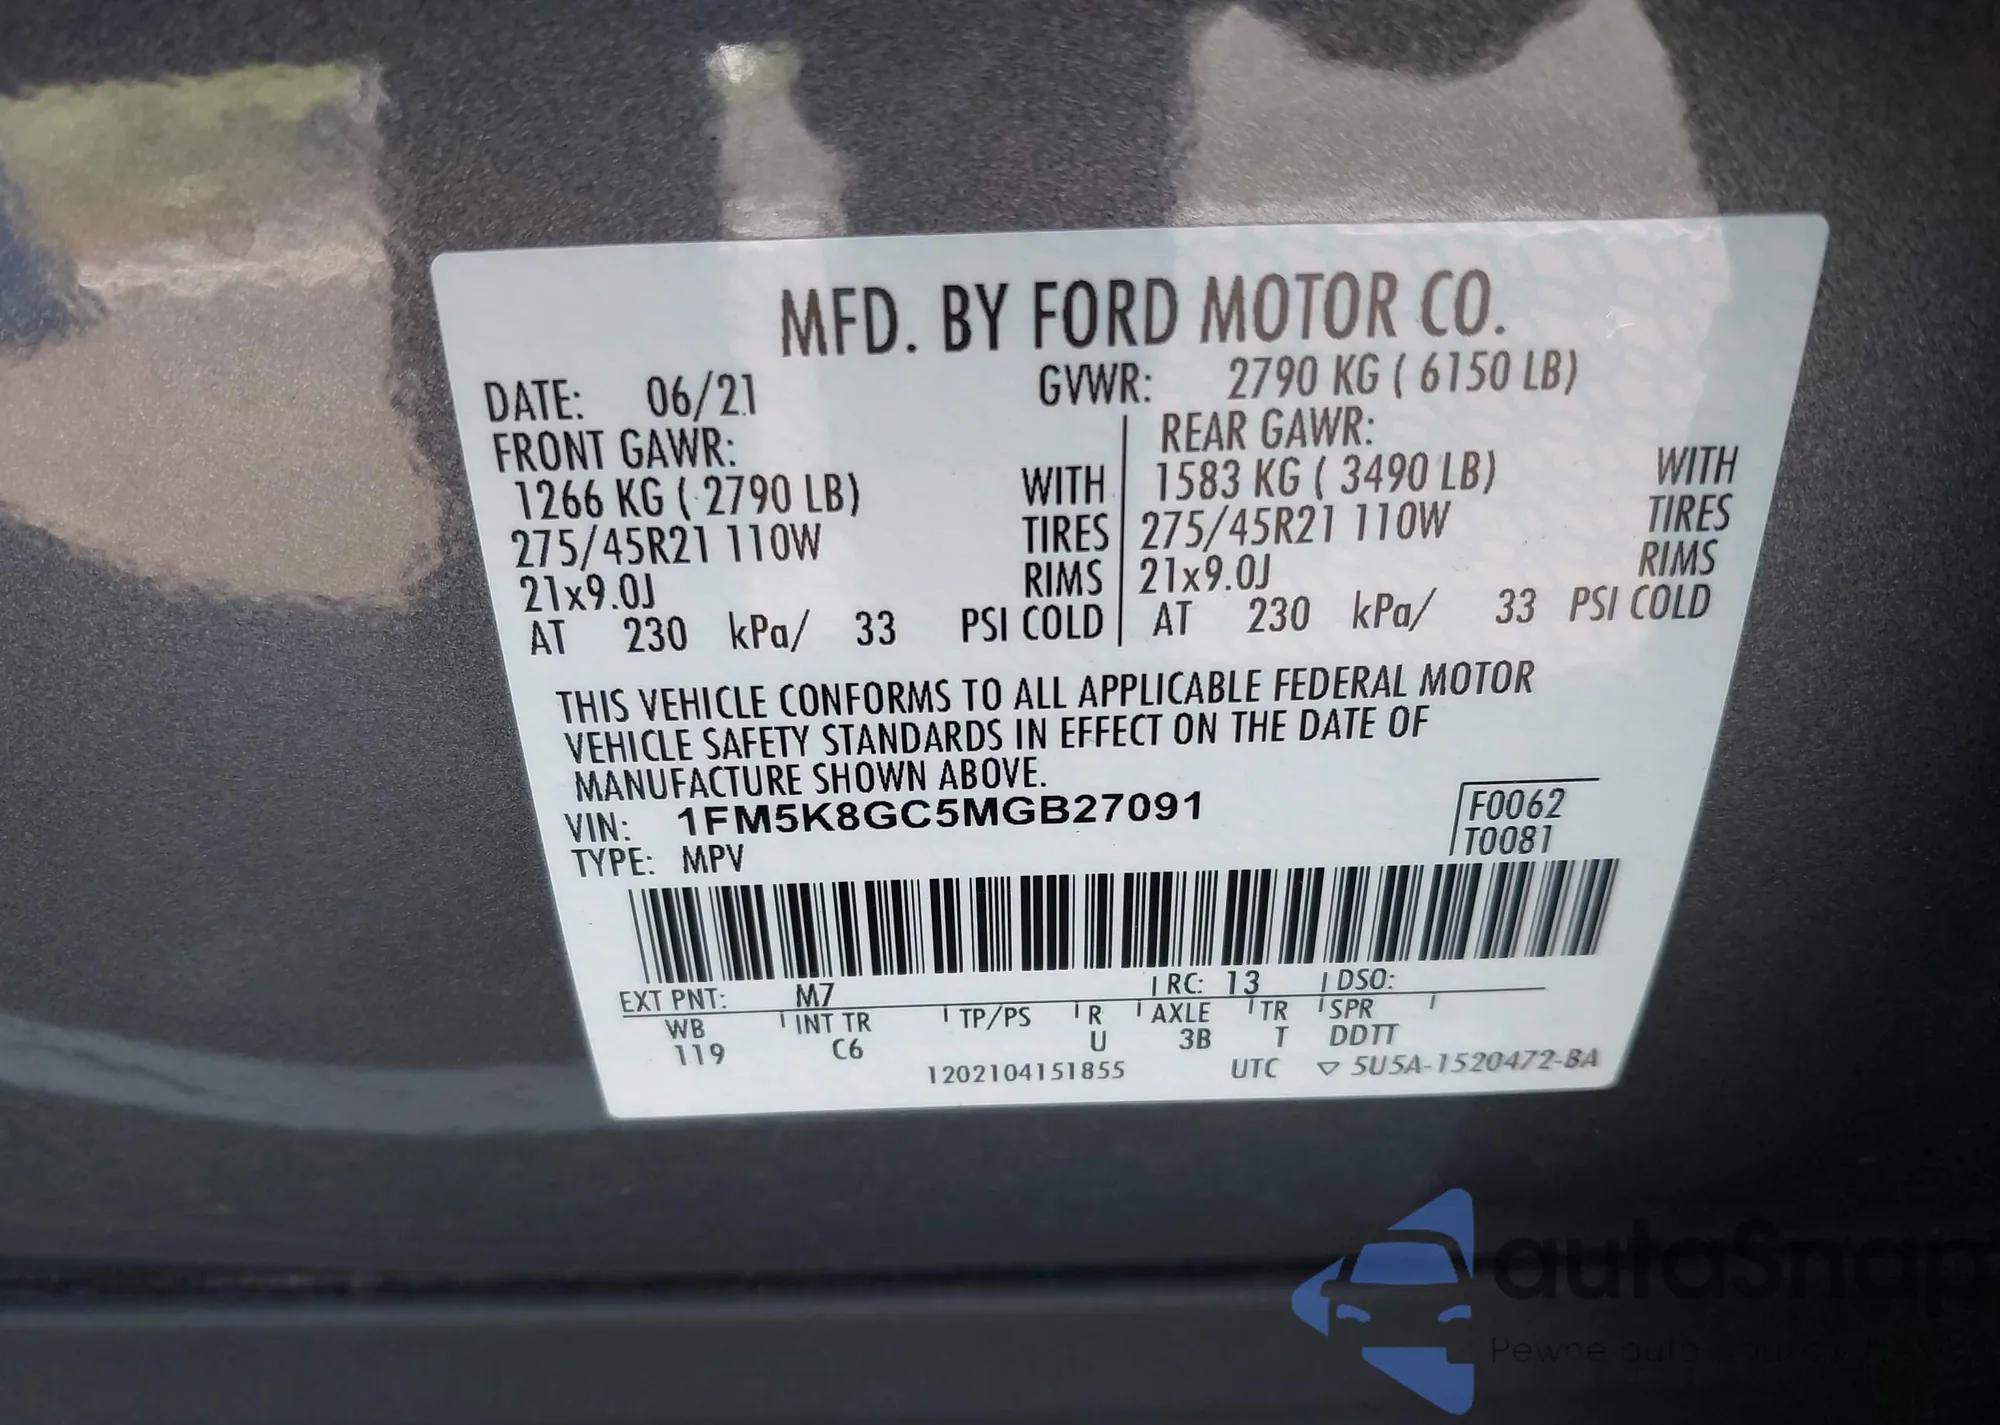 MFD. BY FORD MOTOR CO.
DATE: 06/21 GVWR: 2790 KG ( 6150 LB)
FRONT GAWR: REAR GAWR:
1266 KG ( 2790 LB) WITH 1583 KG ( 3490 LB) WITH
275/45R21 110W TIRES 275/45R21 110W TIRES
21x9.0J RIMS 21x9.0J RIMS
AT 230 kPa/ 33 PSI COLD AT 230 kPa/ 33 PSI COLD
THIS VEHICLE CONFORMS TO ALL APPLICABLE FEDERAL MOTOR
VEHICLE SAFETY STANDARDS IN EFFECT ON THE DATE OF
MANUFACTURE SHOWN ABOVE.
VIN: 1FM5K8GC5MGB27091 F0062
TYPE: MPV T0081
EXT PNT: M7 RC: 13 DSO:
WB INT TR TP/PS R AXLE TR SPR
119 C6 U 3B T DDTT
1202104151855 UTC ▽ 5U5A-1520472-BA
autaSnap
Pewne auta